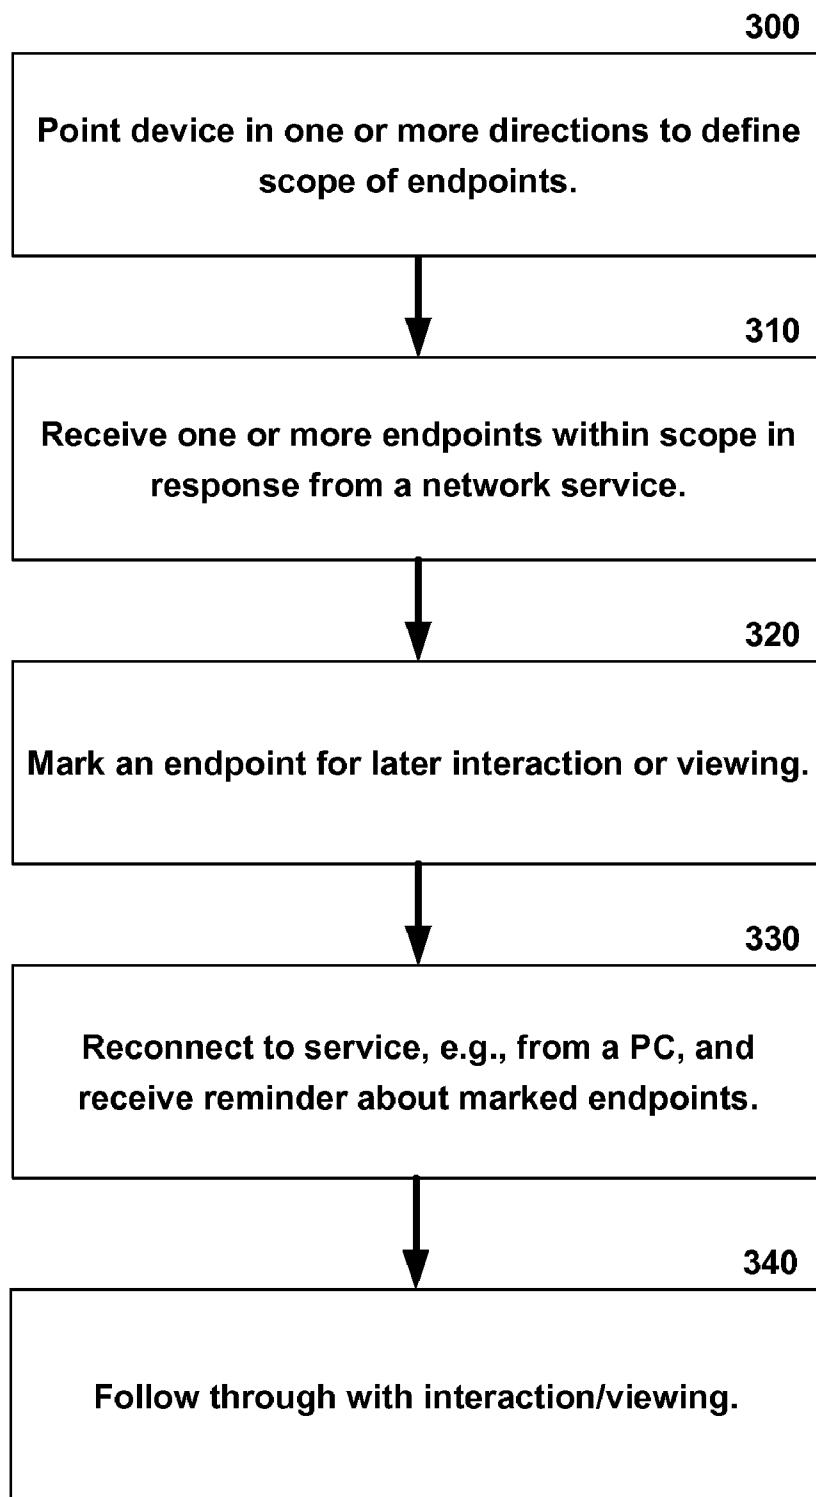 300
Point device in one or more directions to define
scope of endpoints.
310
Receive one or more endpoints within scope in
response from a network service.
320
Mark an endpoint for later interaction or viewing.
330
Reconnect to service, e.g., from a PC, and
receive reminder about marked endpoints.
340
Follow through with interaction/viewing.